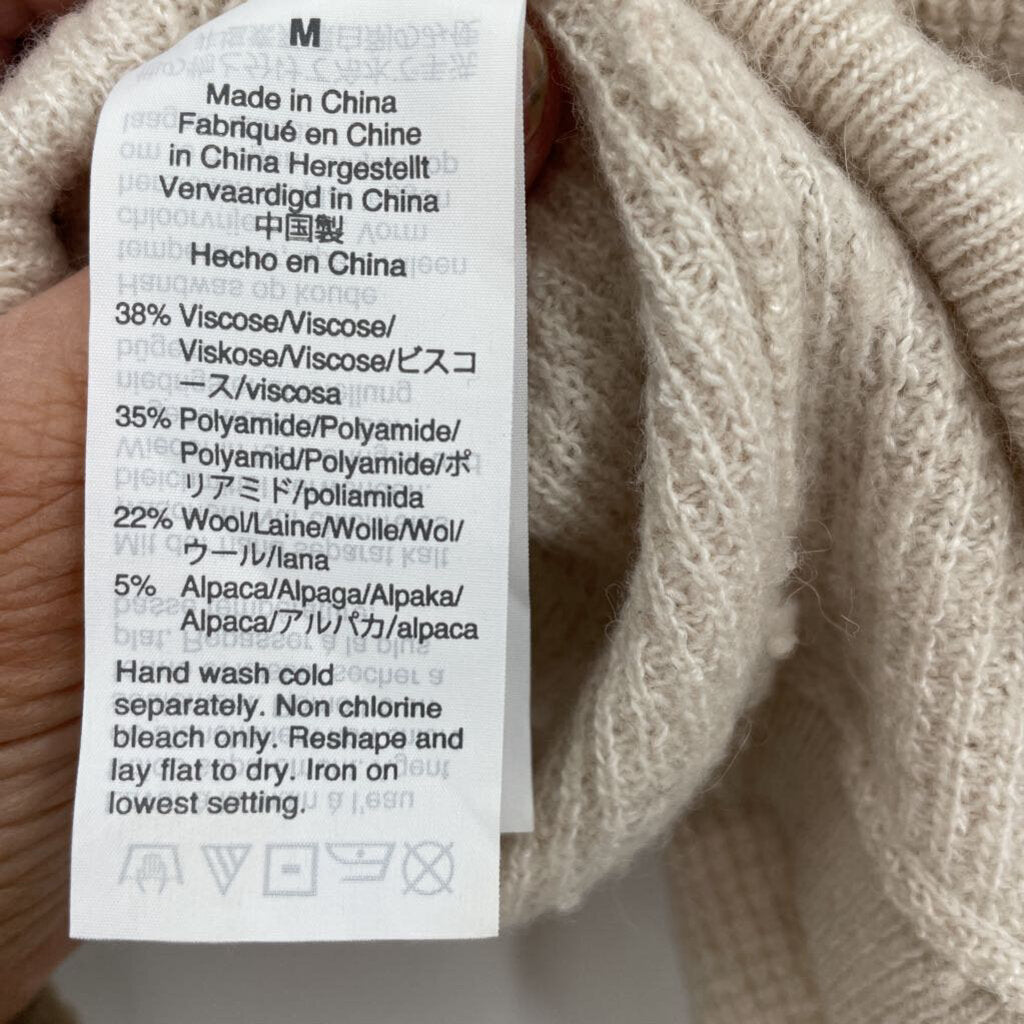 M
Made in China
Fabriqué en Chine
in China Hergestellt
Vervaardigd in China
中国製
Hecho en China
38% Viscose/Viscose/
Viskose/Viscose/ビスコ
ース/viscosa
35% Polyamide/Polyamide/
Polyamid/Polyamide/ポ
リアミド/poliamida
22% Wool/Laine/Wolle/Wol/
ウール/lana
5% Alpaca/Alpaga/Alpaka/
Alpaca/アルパカ/alpaca
Hand wash cold
separately. Non chlorine
bleach only. Reshape and
lay flat to dry. Iron on
lowest setting.